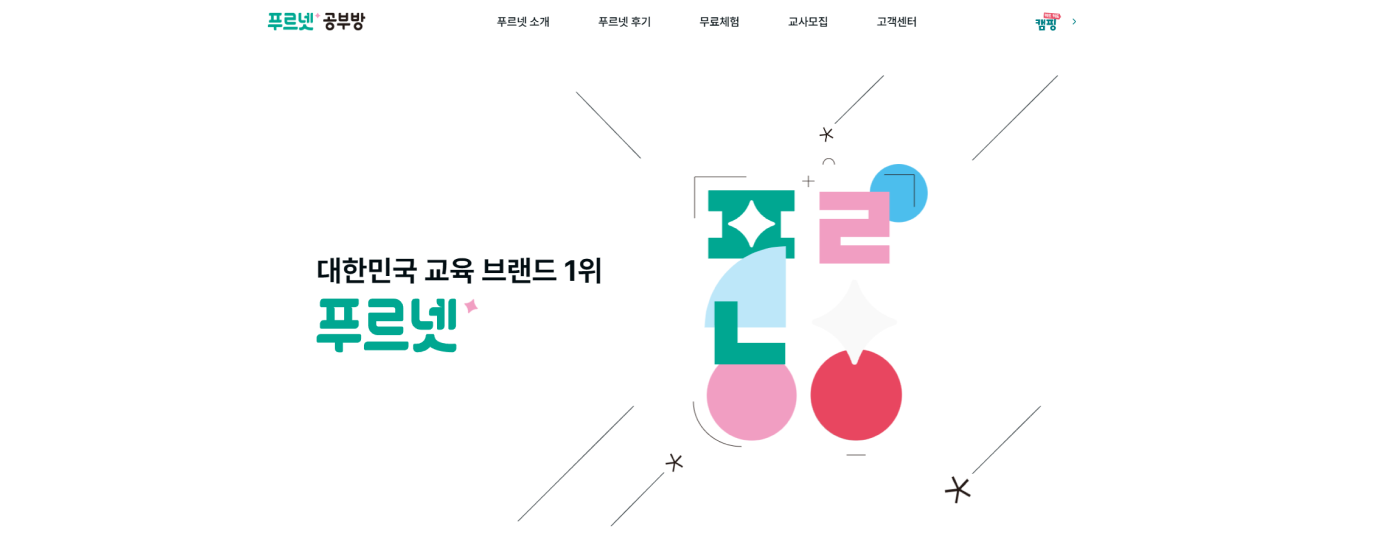 푸르넷 공부방
푸르넷 소개
푸르넷 후기
무료체험
교사모집
고객센터
캠핑
대한민국 교육 브랜드 1위
푸르넷